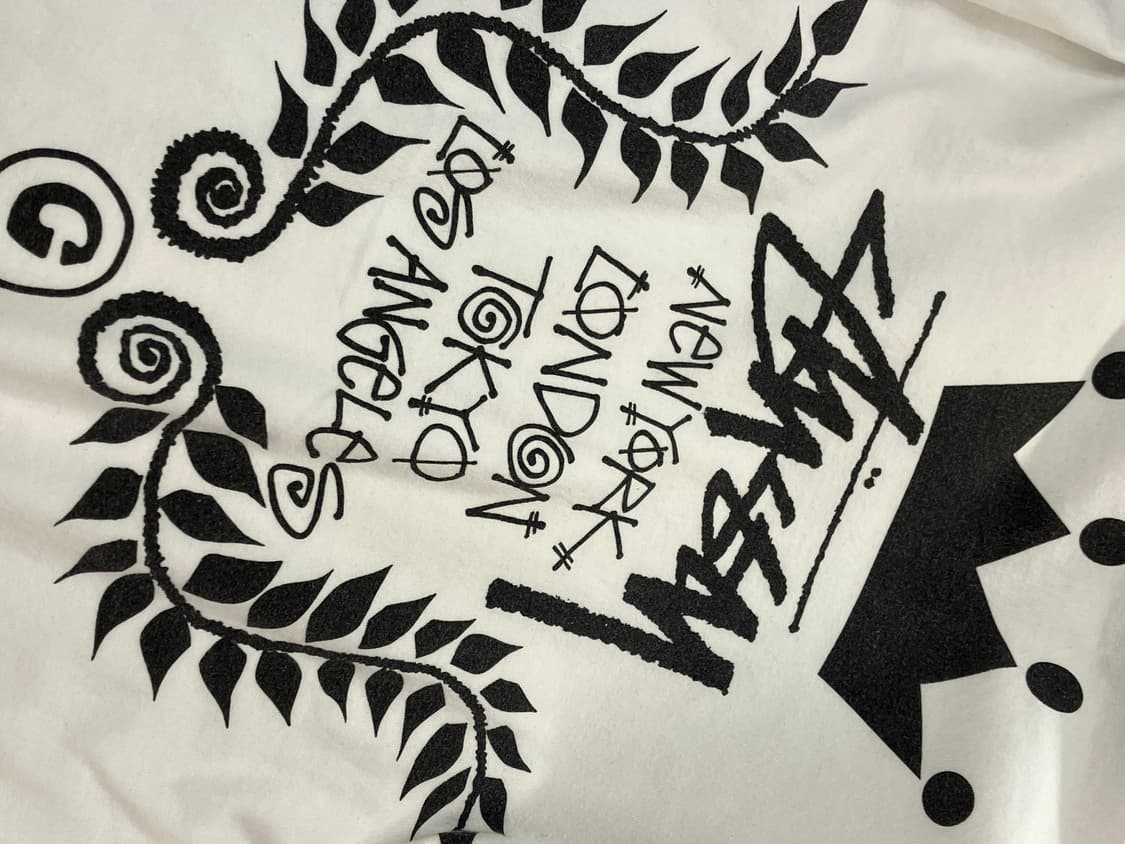 Stüssy
NeW YORK
LONDON
TOKYO
LOS ANGeLeS
©